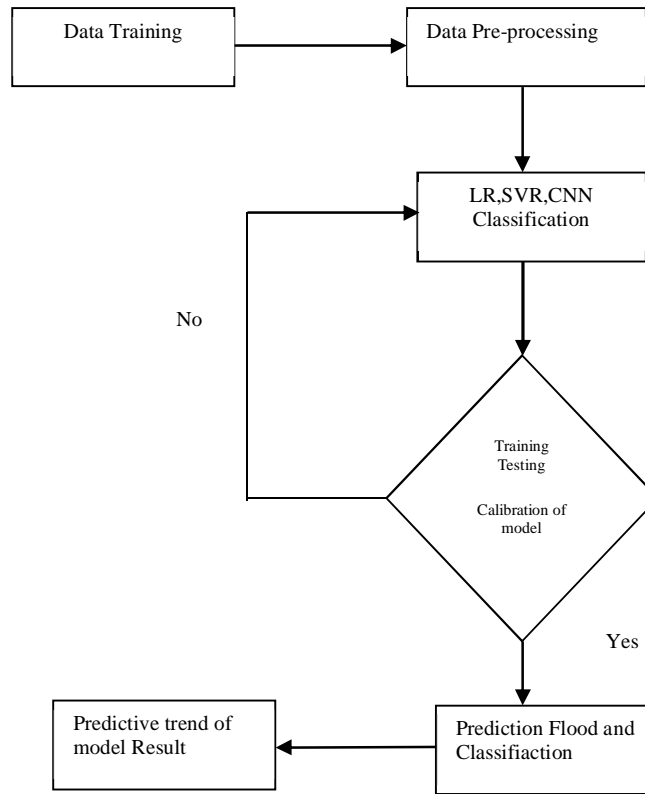 Data Training
Data Pre-processing
LR,SVR,CNN
Classification
No
Training
Testing
Calibration of
model
Yes
Prediction Flood and
Classifiaction
Predictive trend of
model Result